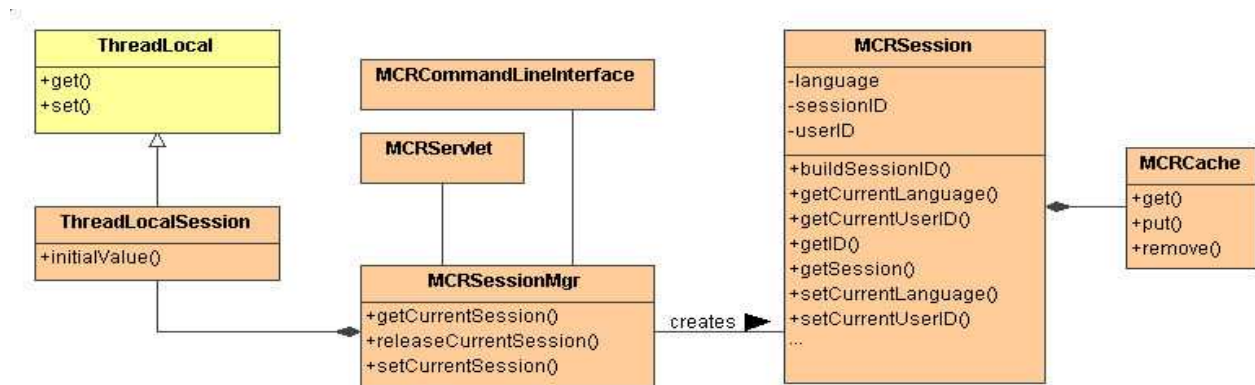 ThreadLocal
+get()
+set()
ThreadLocalSession
+initialValue()
MCRCommandLineInterface
MCRServlet
MCRSessionMgr
+getCurrentSession()
+releaseCurrentSession()
+setCurrentSession()
creates
MCRSession
-language
-sessionID
-userID
+buildSessionID()
+getCurrentLanguage()
+getCurrentUserID()
+getID()
+getSession()
+setCurrentLanguage()
+setCurrentUserID()
...
MCRCache
+get()
+put()
+remove()